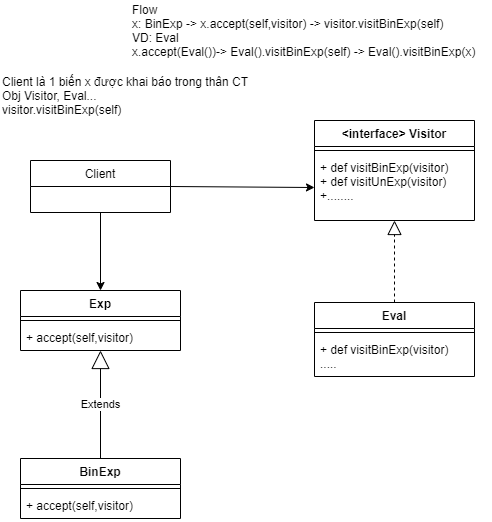 Flow
x: BinExp -> x.accept(self,visitor) -> visitor.visitBinExp(self)
VD: Eval
x.accept(Eval())-> Eval().visitBinExp(self) -> Eval().visitBinExp(x)
Client là 1 biến x được khai báo trong thân CT
Obj Visitor, Eval...
visitor.visitBinExp(self)
<interface> Visitor
+ def visitBinExp(visitor)
+ def visitUnExp(visitor)
+........
Client
Exp
+ accept(self,visitor)
Eval
+ def visitBinExp(visitor)
.....
Extends
BinExp
+ accept(self,visitor)